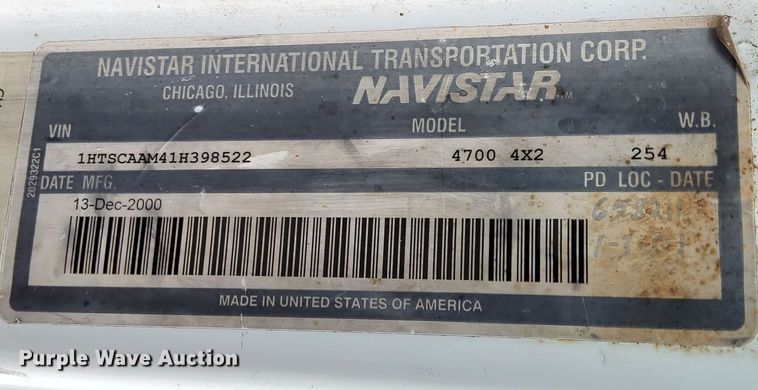 NAVISTAR INTERNATIONAL TRANSPORTATION CORP.
CHICAGO, ILLINOIS NAVISTAR
VIN MODEL W.B.
1HTSCAAM41H398522 4700 4X2 254
DATE MFG. PD LOC - DATE
13-Dec-2000
MADE IN UNITED STATES OF AMERICA
2029322C1
Purple Wave Auction